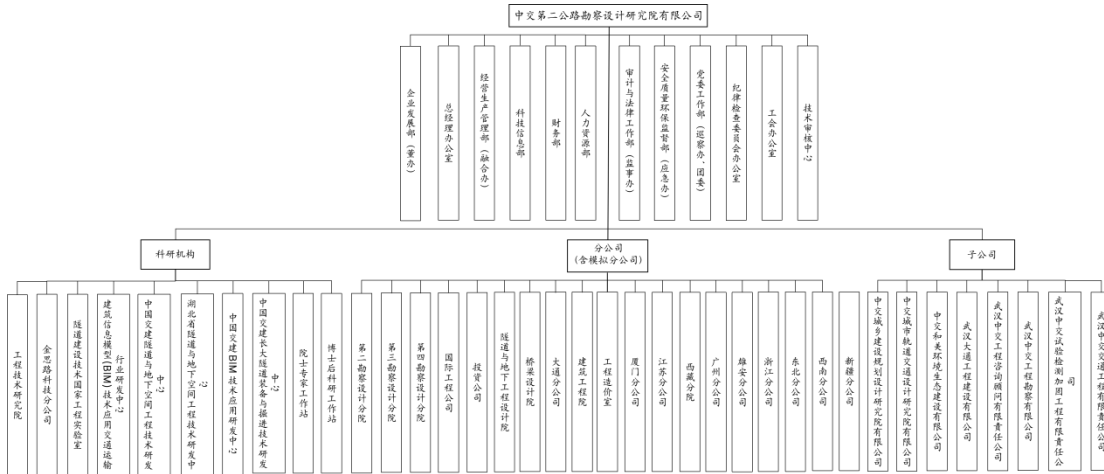 中交第二公路勘察设计研究院有限公司
企业发展部（董办）
总经理办公室
经营生产管理部（融合办）
科技信息部
财务部
人力资源部
审计与法律工作部（监事办）
安全质量环保监督部（应急办）
党委工作部（巡察办、团委）
纪律检查委员会办公室
工会办公室
技术审核中心
科研机构
分公司
(含模拟分公司)
子公司
工程技术研究院
金思路科技分公司
隧道建设技术国家工程实验室
建筑信息模型(BIM)技术应用交通运输
行业研发中心
中国交建隧道与地下空间工程技术研发
中心
湖北省隧道与地下空间工程技术研发中
心
中国交建BIM技术应用研发中心
中国交建长大隧道装备与掘进技术研发
中心
院士专家工作站
博士后科研工作站
第二勘察设计分院
第三勘察设计分院
第四勘察设计分院
国际工程公司
投资公司
隧道与地下工程设计院
桥梁设计院
大通分公司
建筑工程院
工程造价室
厦门分公司
江苏分公司
西藏分院
广州分公司
雄安分公司
浙江分公司
东北分公司
西南分公司
新疆分公司
中交城乡建设规划设计研究院有限公司
中交城市轨道交通设计研究院有限公司
中交和美环境生态建设有限公司
武汉大通工程建设有限公司
武汉中交工程咨询顾问有限责任公司
武汉中交工程勘察有限公司
武汉中交试验检测加固工程有限责任公
司
武汉中交交通工程有限责任公司